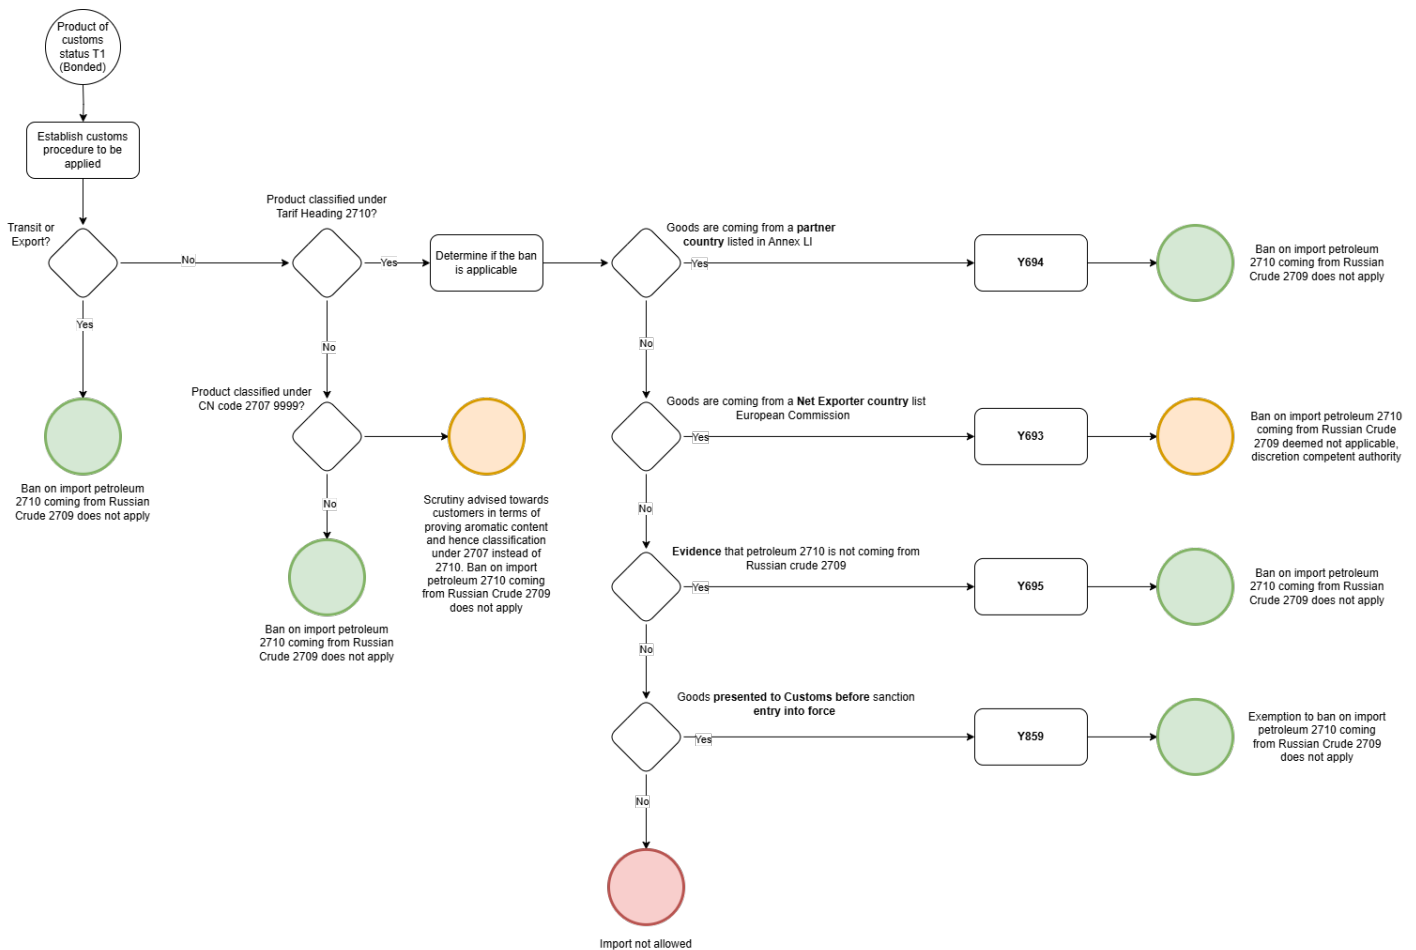 Product of
customs
status T1
(Bonded)
Establish customs
procedure to be
applied
Transit or
Export?
No
Yes
Ban on import petroleum
2710 coming from Russian
Crude 2709 does not apply
Product classified under
Tarif Heading 2710?
Yes
No
Determine if the ban
is applicable
Product classified under
CN code 2707 9999?
No
Ban on import petroleum
2710 coming from Russian
Crude 2709 does not apply
Scrutiny advised towards
customers in terms of
proving aromatic content
and hence classification
under 2707 instead of
2710. Ban on import
petroleum 2710 coming
from Russian Crude 2709
does not apply
Goods are coming from a partner
country listed in Annex LI
Yes
Y694
Ban on import petroleum
2710 coming from Russian
Crude 2709 does not apply
No
Goods are coming from a Net Exporter country list
European Commission
Yes
Y693
Ban on import petroleum 2710
coming from Russian Crude
2709 deemed not applicable,
discretion competent authority
No
Evidence that petroleum 2710 is not coming from
Russian crude 2709
Yes
Y695
Ban on import petroleum
2710 coming from Russian
Crude 2709 does not apply
No
Goods presented to Customs before sanction
entry into force
Yes
Y859
Exemption to ban on import
petroleum 2710 coming
from Russian Crude 2709
does not apply
No
Import not allowed